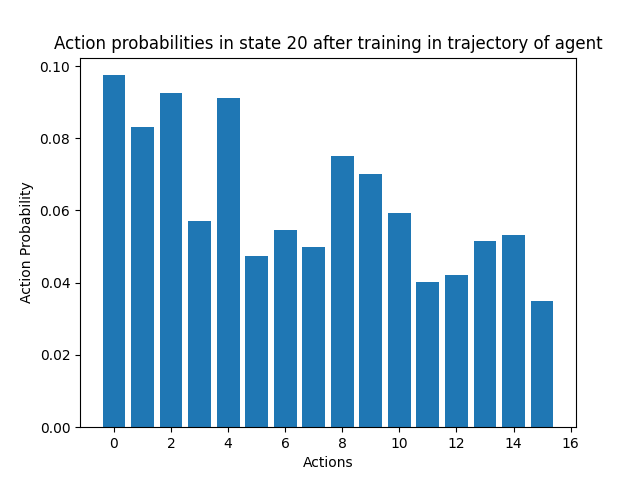 Action probabilities in state 20 after training in trajectory of agent
0.10
0.08
0.06
0.04
0.02
0.00
Action Probability
0 2 4 6 8 10 12 14 16
Actions